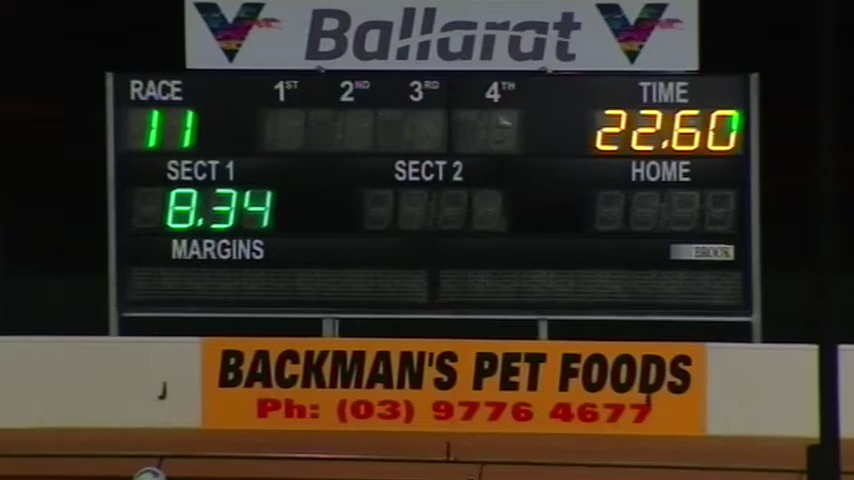 Ballarat
RACE 1ST 2ND 3RD 4TH TIME
11 22.60
SECT 1 SECT 2 HOME
8.34
MARGINS
BACKMAN'S PET FOODS
Ph: (03) 9776 4677